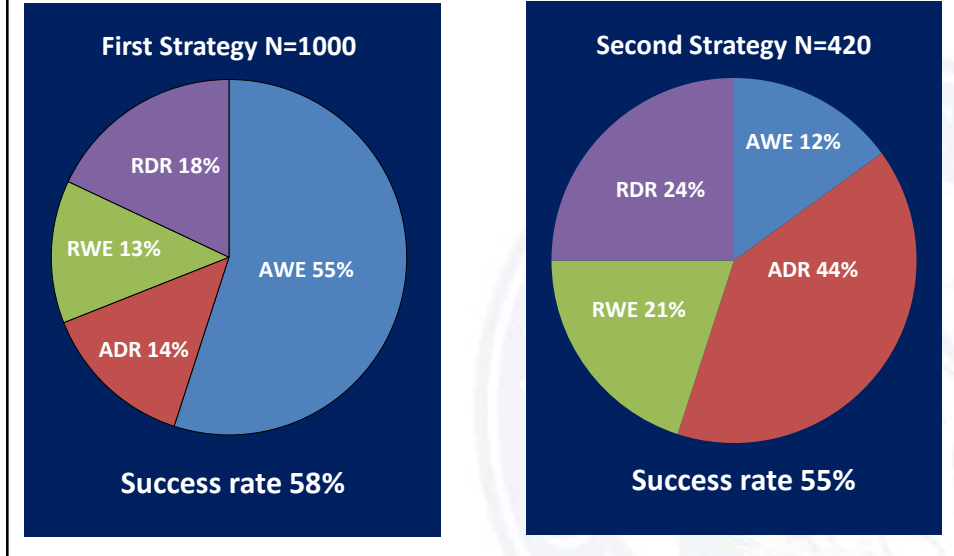 First Strategy N=1000
RDR 18%
RWE 13%
AWE 55%
ADR 14%
Success rate 58%
Second Strategy N=420
AWE 12%
RDR 24%
ADR 44%
RWE 21%
Success rate 55%